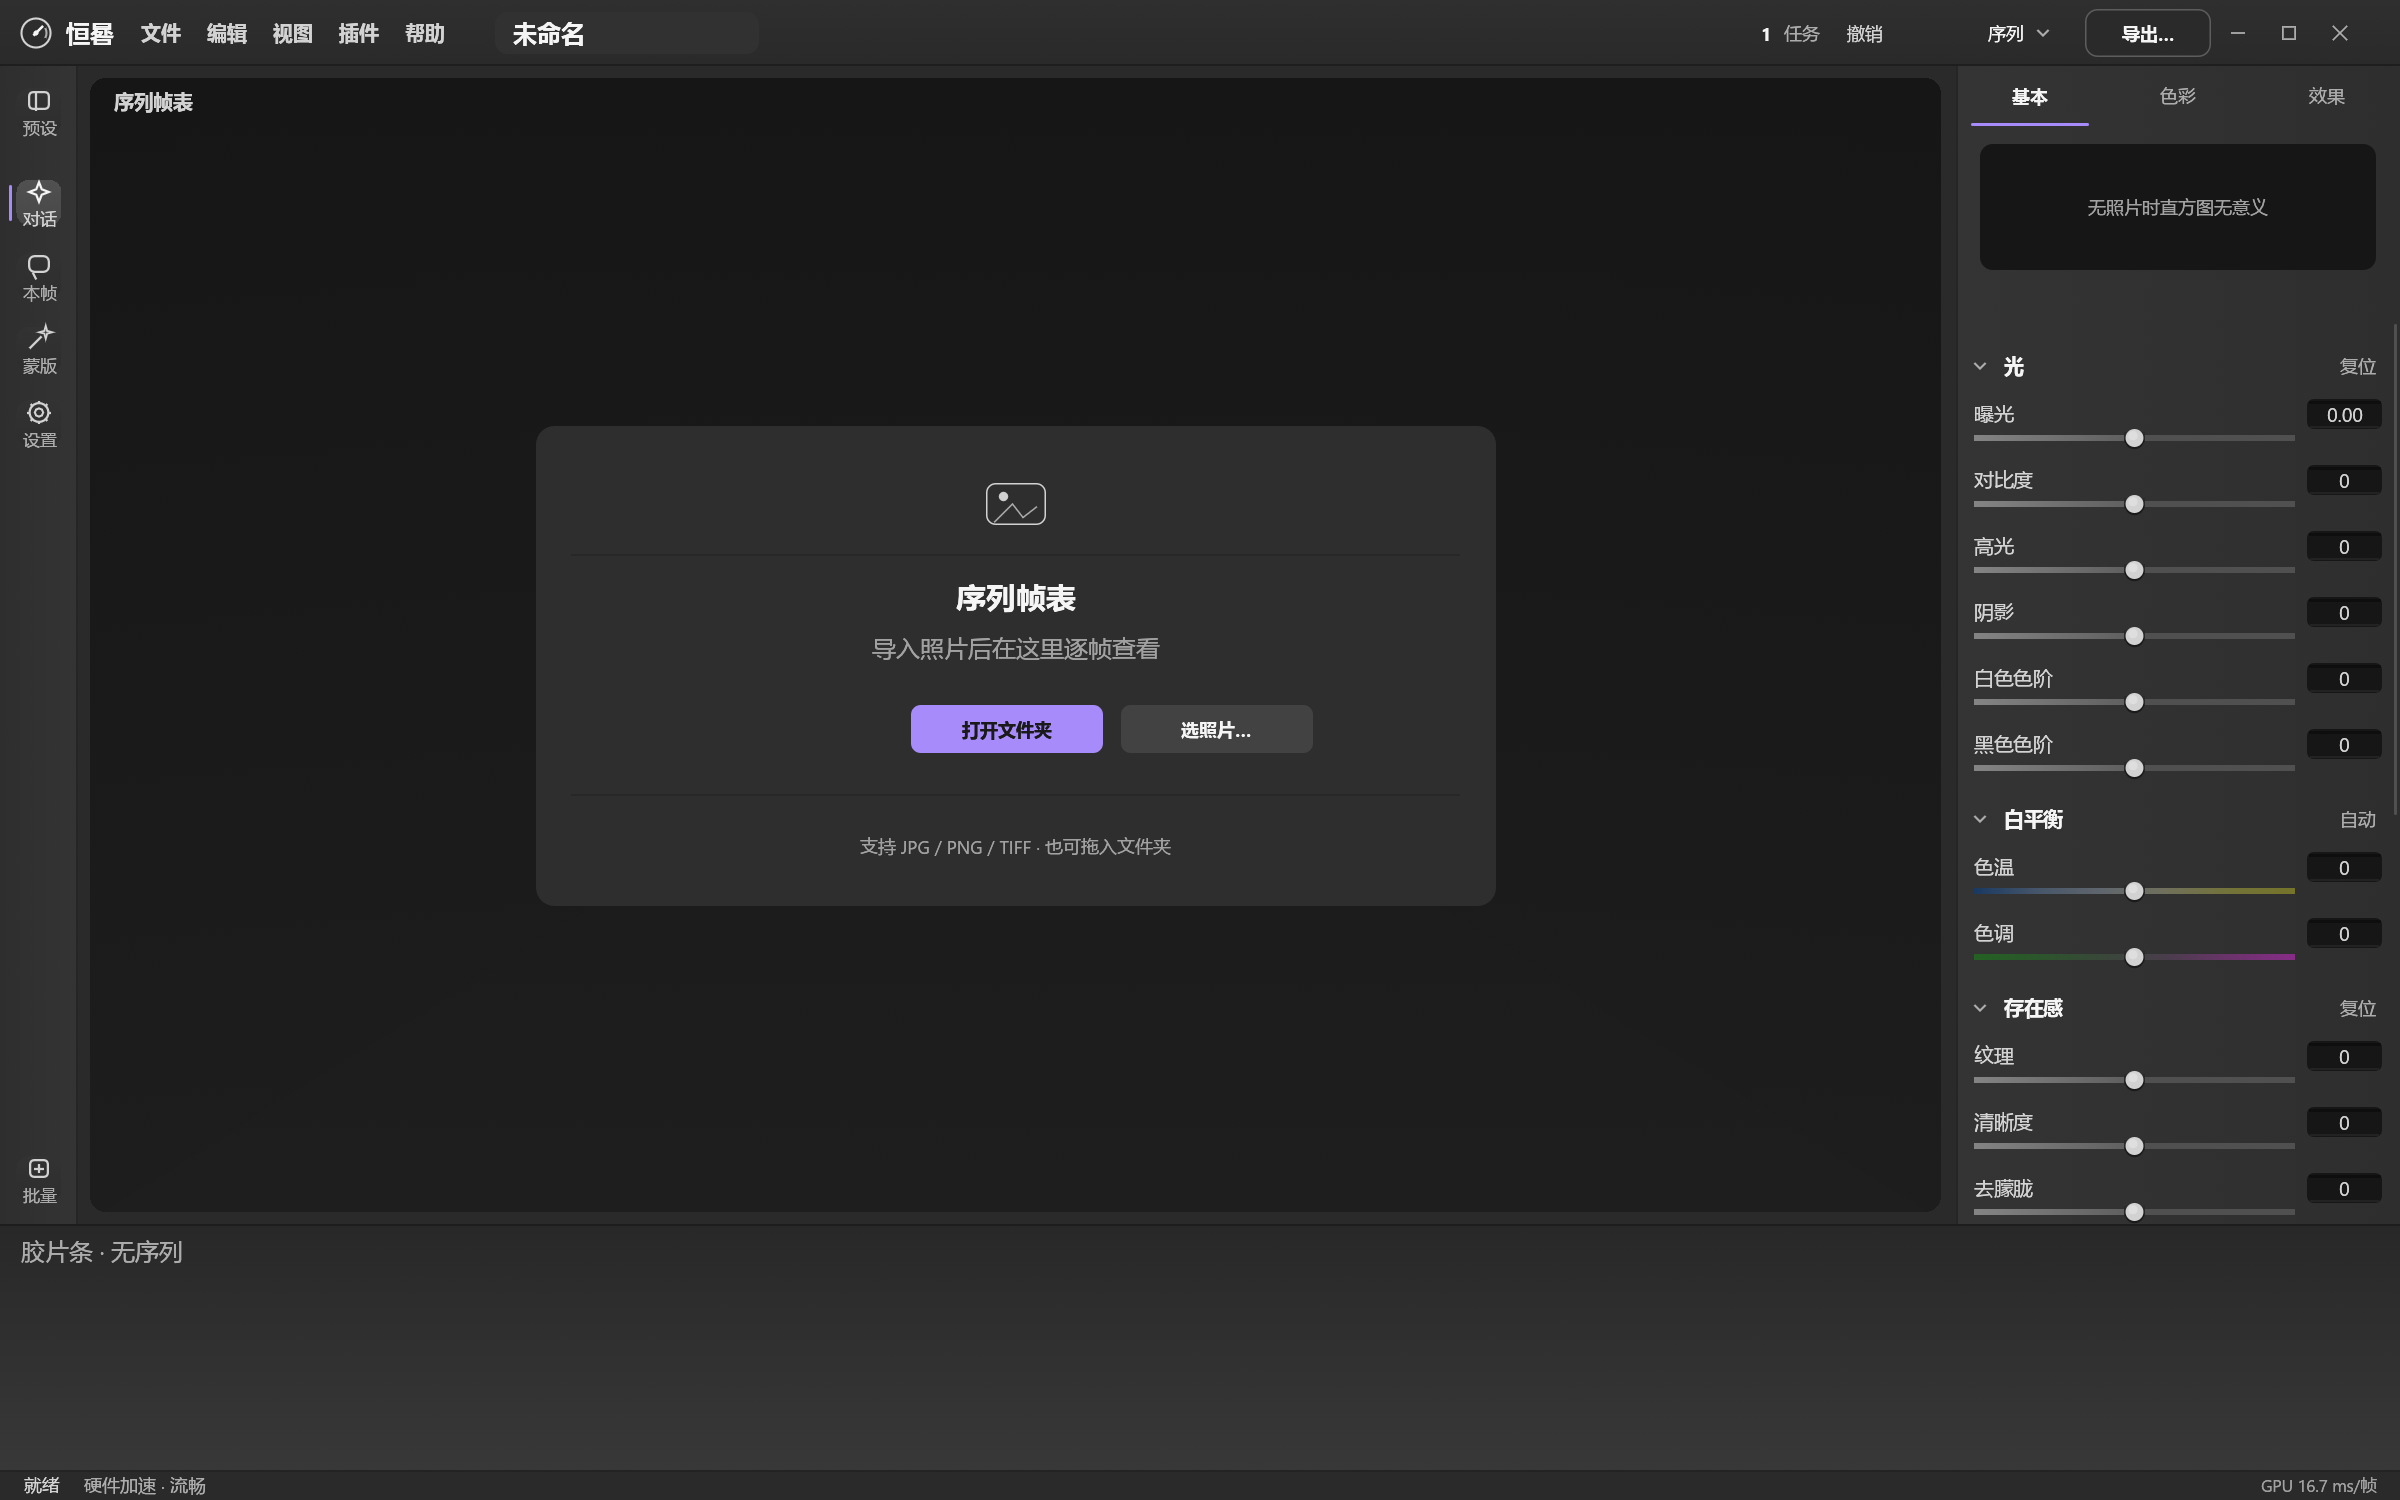 恒晷 文件 编辑 视图 插件 帮助 未命名 1 任务 撤销 序列 导出...
预设
对话
本帧
蒙版
设置
批量
序列帧表
序列帧表
导入照片后在这里逐帧查看
打开文件夹 选照片...
支持 JPG / PNG / TIFF · 也可拖入文件夹
基本 色彩 效果
无照片时直方图无意义
光 复位
曝光 0.00
对比度 0
高光 0
阴影 0
白色色阶 0
黑色色阶 0
白平衡 自动
色温 0
色调 0
存在感 复位
纹理 0
清晰度 0
去朦胧 0
胶片条 · 无序列
就绪 硬件加速 · 流畅 GPU 16.7 ms/帧